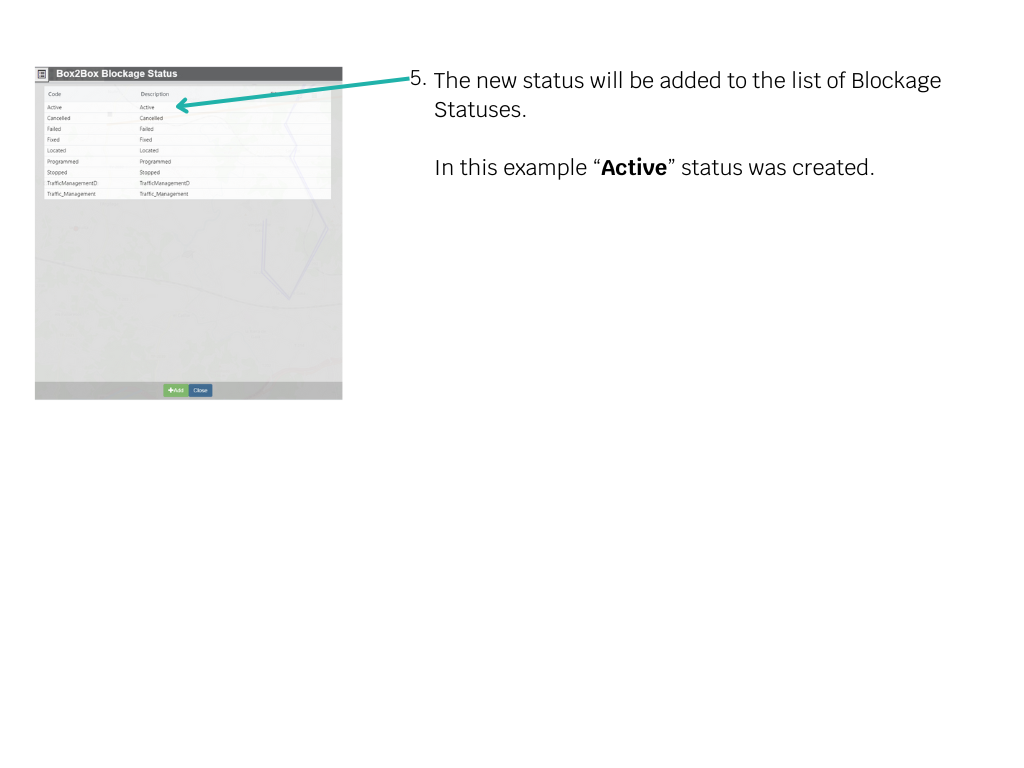 Box2Box Blockage Status
Code Description
Active Active
Cancelled Cancelled
Failed Failed
Fixed Fixed
Located Located
Programmed Programmed
Stopped Stopped
TrafficManagementD TrafficManagementD
Traffic_Management Traffic_Management
+Add Close
5. The new status will be added to the list of Blockage
Statuses.
In this example “Active” status was created.